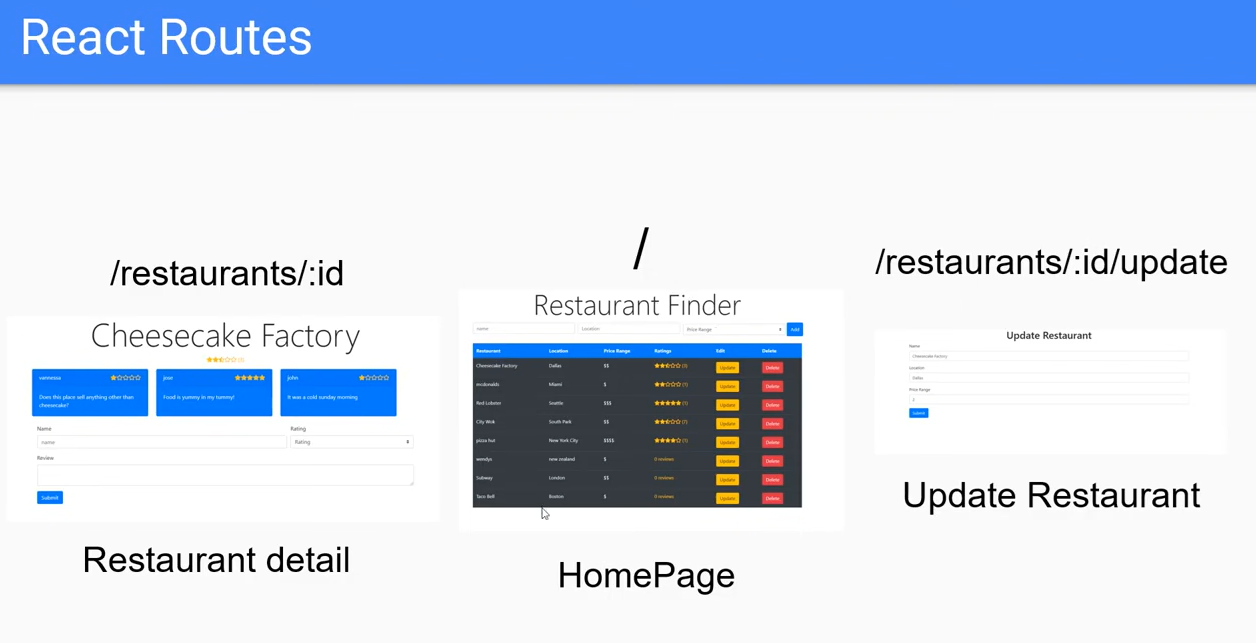 React Routes
/restaurants/:id
Cheesecake Factory
vannessa
Does this place sell anything other than
cheesecake?
jose
Food is yummy in my tummy!
john
It was a cold sunday morning
Name
Rating
name
Rating
Review
Submit
Restaurant detail
/
Restaurant Finder
name
Location
Price Range
Add
Restaurant Location Price Range Ratings Edit Delete
Cheesecake Factory Dallas $$ Update Delete
mcdonalds Miami $ Update Delete
Red Lobster Seattle $$$ Update Delete
City Wok South Park $$ Update Delete
pizza hut New York City $$$$ Update Delete
wendys new zealand $ 0 reviews Update Delete
Subway London $$ 0 reviews Update Delete
Taco Bell Boston $ 0 reviews Update Delete
HomePage
/restaurants/:id/update
Update Restaurant
Name
Cheesecake Factory
Location
Dallas
Price Range
2
Submit
Update Restaurant